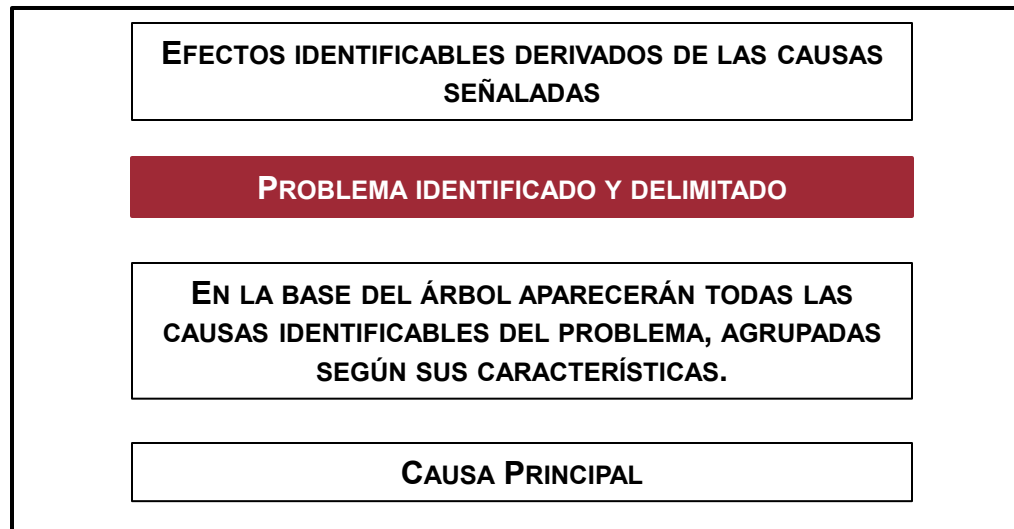 EFECTOS IDENTIFICABLES DERIVADOS DE LAS CAUSAS
SEÑALADAS
PROBLEMA IDENTIFICADO Y DELIMITADO
EN LA BASE DEL ÁRBOL APARECERÁN TODAS LAS
CAUSAS IDENTIFICABLES DEL PROBLEMA, AGRUPADAS
SEGÚN SUS CARACTERÍSTICAS.
CAUSA PRINCIPAL